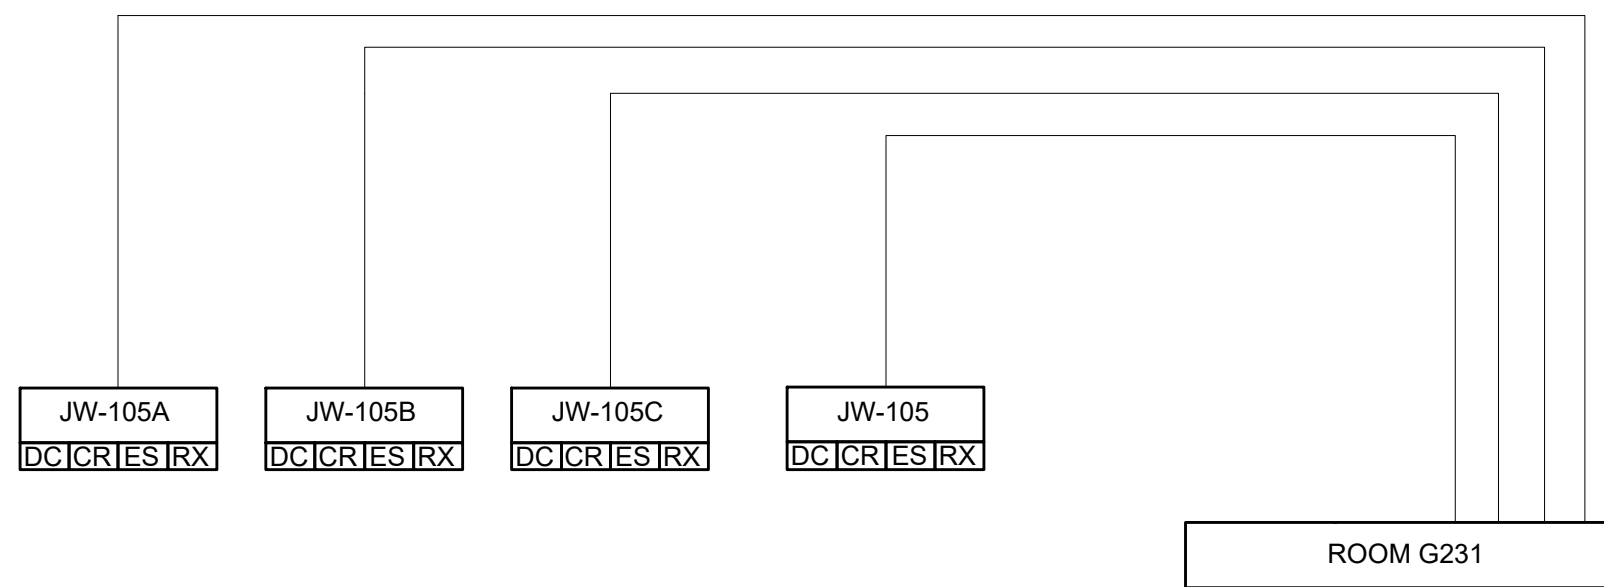 JW-105A
DC CR ES RX
JW-105B
DC CR ES RX
JW-105C
DC CR ES RX
JW-105
DC CR ES RX
ROOM G231